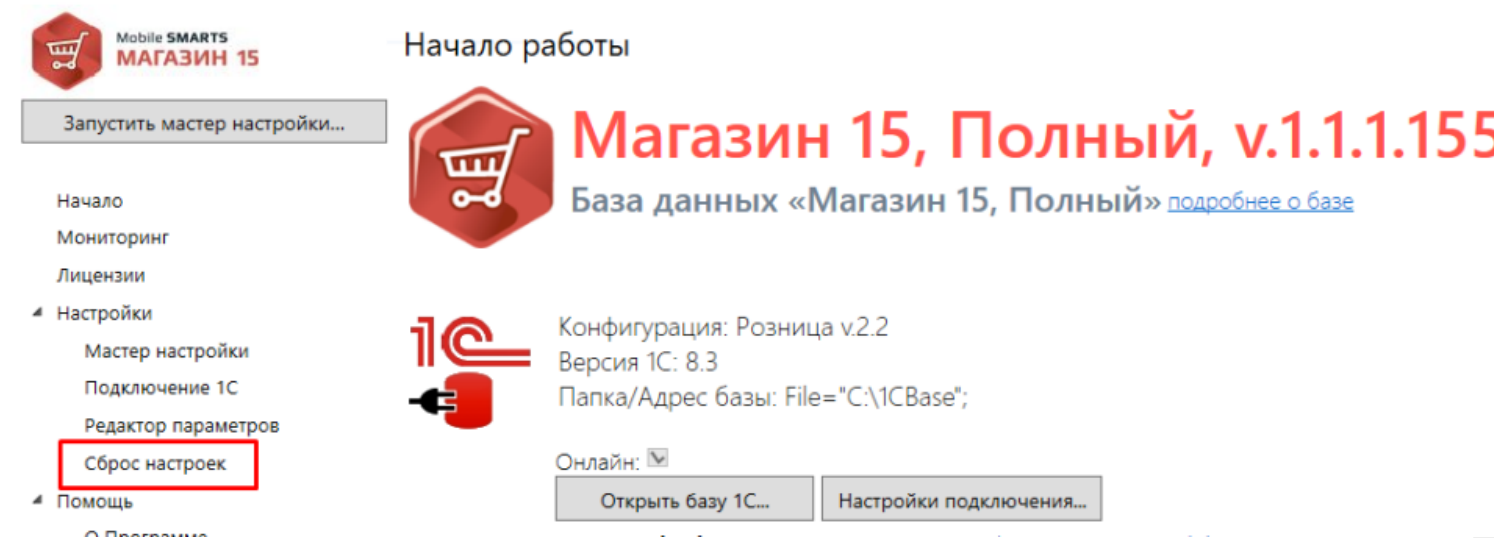 Mobile SMARTS
МАГАЗИН 15
Запустить мастер настройки...
Начало
Мониторинг
Лицензии
Настройки
Мастер настройки
Подключение 1С
Редактор параметров
Сброс настроек
Помощь
О Программе
Начало работы
Магазин 15, Полный, v.1.1.1.155
База данных «Магазин 15, Полный» подробнее о базе
1С
Конфигурация: Розница v.2.2
Версия 1С: 8.3
Папка/Адрес базы: File="C:\1CBase";
Онлайн:
Открыть базу 1С...
Настройки подключения...